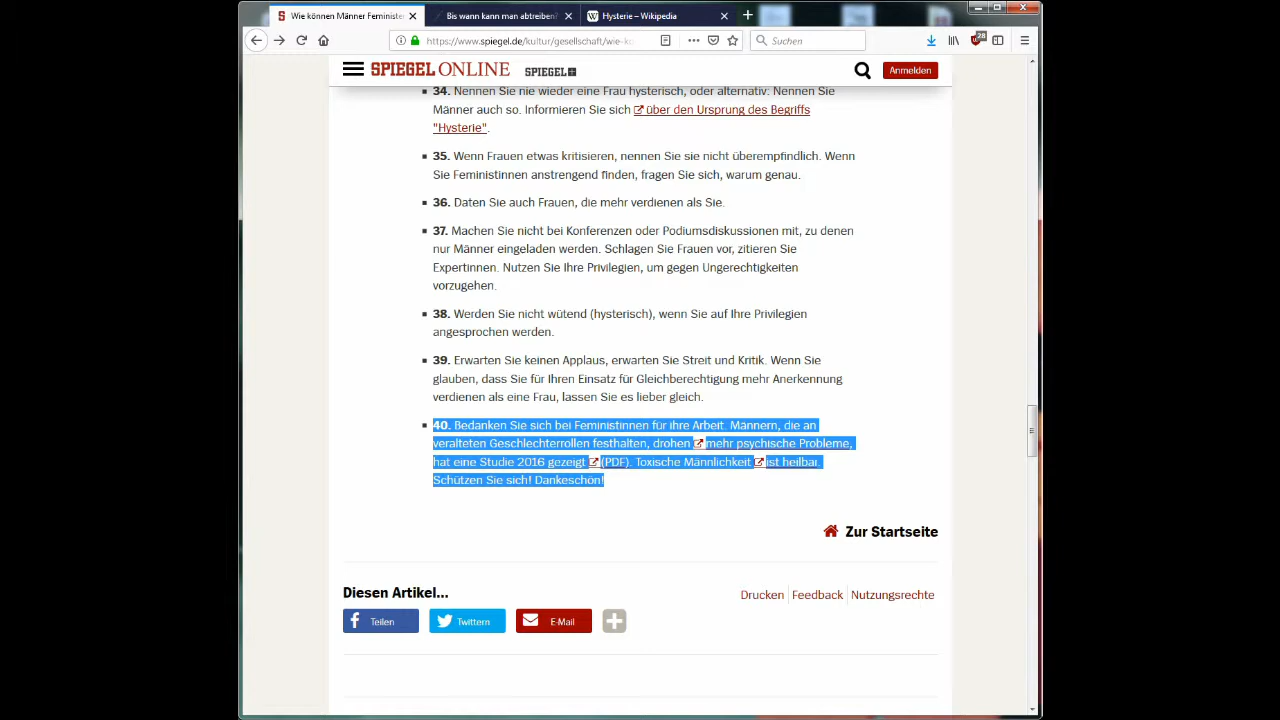 Wie können Männer Feministen
Bis wann kann man abtreiben?
Hysterie – Wikipedia
https://www.spiegel.de/kultur/gesellschaft/wie-ko
Suchen
28
SPIEGEL ONLINE SPIEGEL+
Anmelden
34. Nennen Sie nie wieder eine Frau hysterisch, oder alternativ: Nennen Sie
Männer auch so. Informieren Sie sich über den Ursprung des Begriffs
"Hysterie".
35. Wenn Frauen etwas kritisieren, nennen Sie sie nicht überempfindlich. Wenn
Sie Feministinnen anstrengend finden, fragen Sie sich, warum genau.
36. Daten Sie auch Frauen, die mehr verdienen als Sie.
37. Machen Sie nicht bei Konferenzen oder Podiumsdiskussionen mit, zu denen
nur Männer eingeladen werden. Schlagen Sie Frauen vor, zitieren Sie
Expertinnen. Nutzen Sie Ihre Privilegien, um gegen Ungerechtigkeiten
vorzugehen.
38. Werden Sie nicht wütend (hysterisch), wenn Sie auf Ihre Privilegien
angesprochen werden.
39. Erwarten Sie keinen Applaus, erwarten Sie Streit und Kritik. Wenn Sie
glauben, dass Sie für Ihren Einsatz für Gleichberechtigung mehr Anerkennung
verdienen als eine Frau, lassen Sie es lieber gleich.
40. Bedanken Sie sich bei Feministinnen für ihre Arbeit. Männern, die an
veralteten Geschlechterrollen festhalten, drohen mehr psychische Probleme,
hat eine Studie 2016 gezeigt (PDF). Toxische Männlichkeit ist heilbar.
Schützen Sie sich! Dankeschön!
Zur Startseite
Diesen Artikel...
Drucken Feedback Nutzungsrechte
Teilen Twittern E-Mail